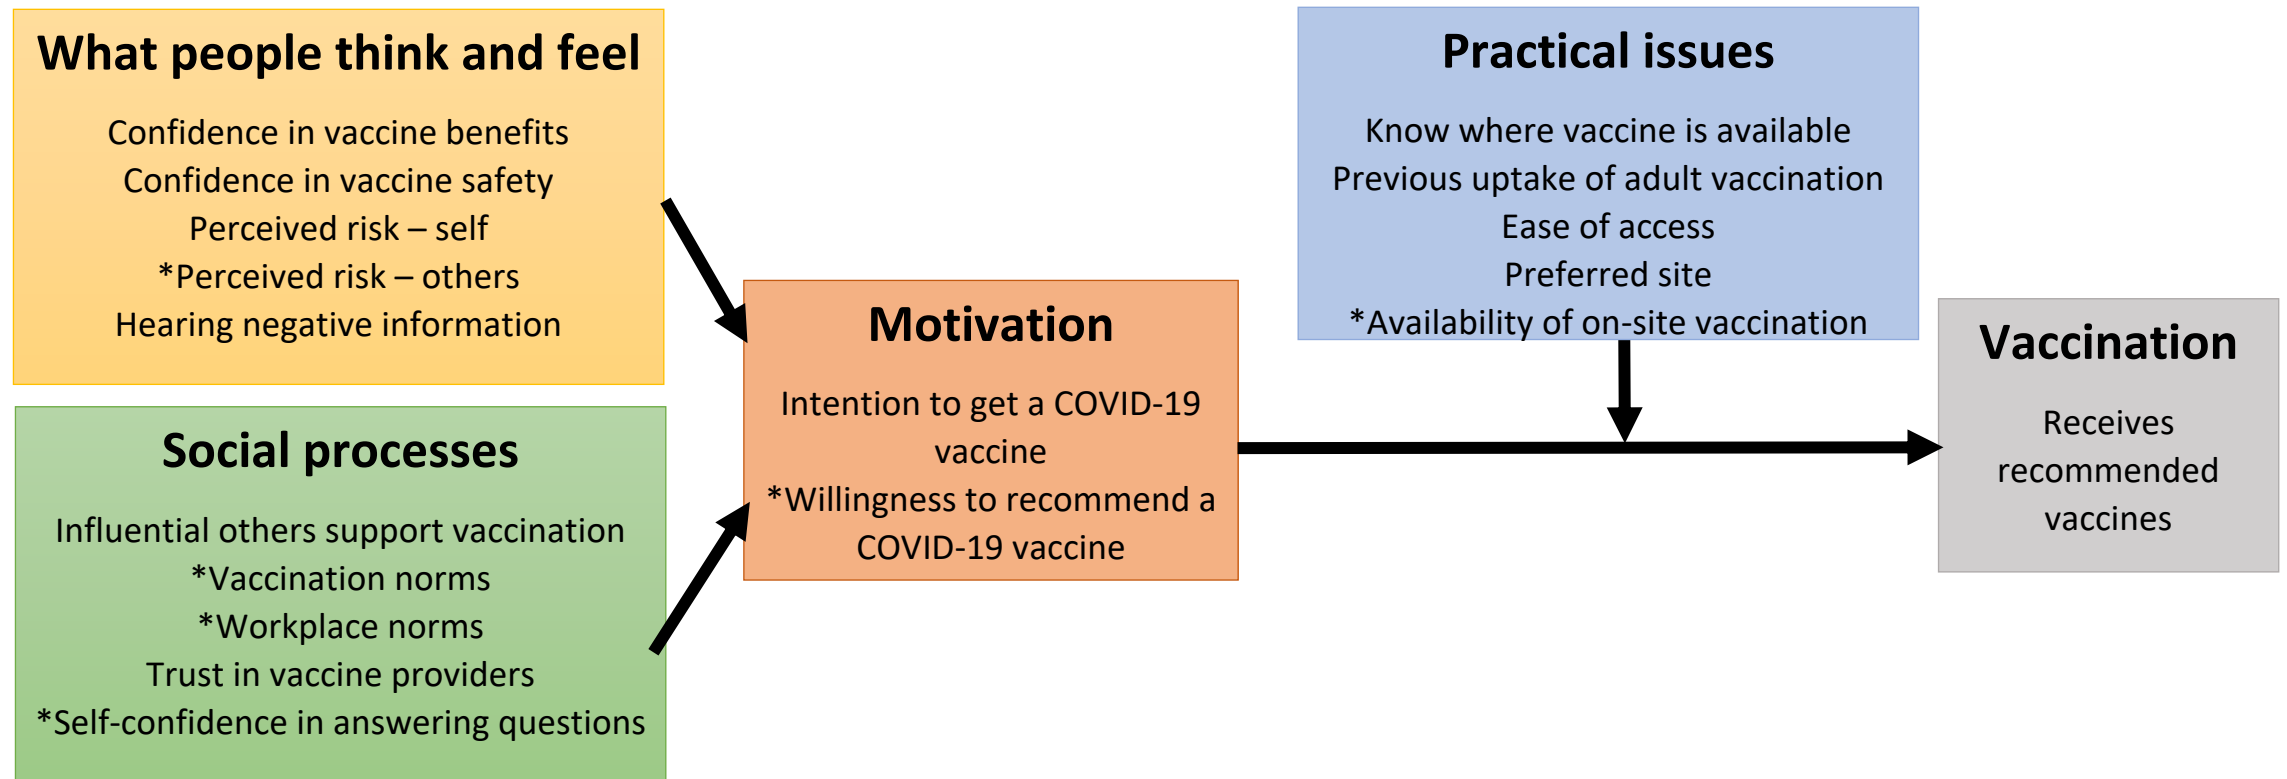 What people think and feel
Confidence in vaccine benefits
Confidence in vaccine safety
Perceived risk – self
*Perceived risk – others
Hearing negative information
Social processes
Influential others support vaccination
*Vaccination norms
*Workplace norms
Trust in vaccine providers
*Self-confidence in answering questions
Motivation
Intention to get a COVID-19
vaccine
*Willingness to recommend a
COVID-19 vaccine
Practical issues
Know where vaccine is available
Previous uptake of adult vaccination
Ease of access
Preferred site
*Availability of on-site vaccination
Vaccination
Receives
recommended
vaccines